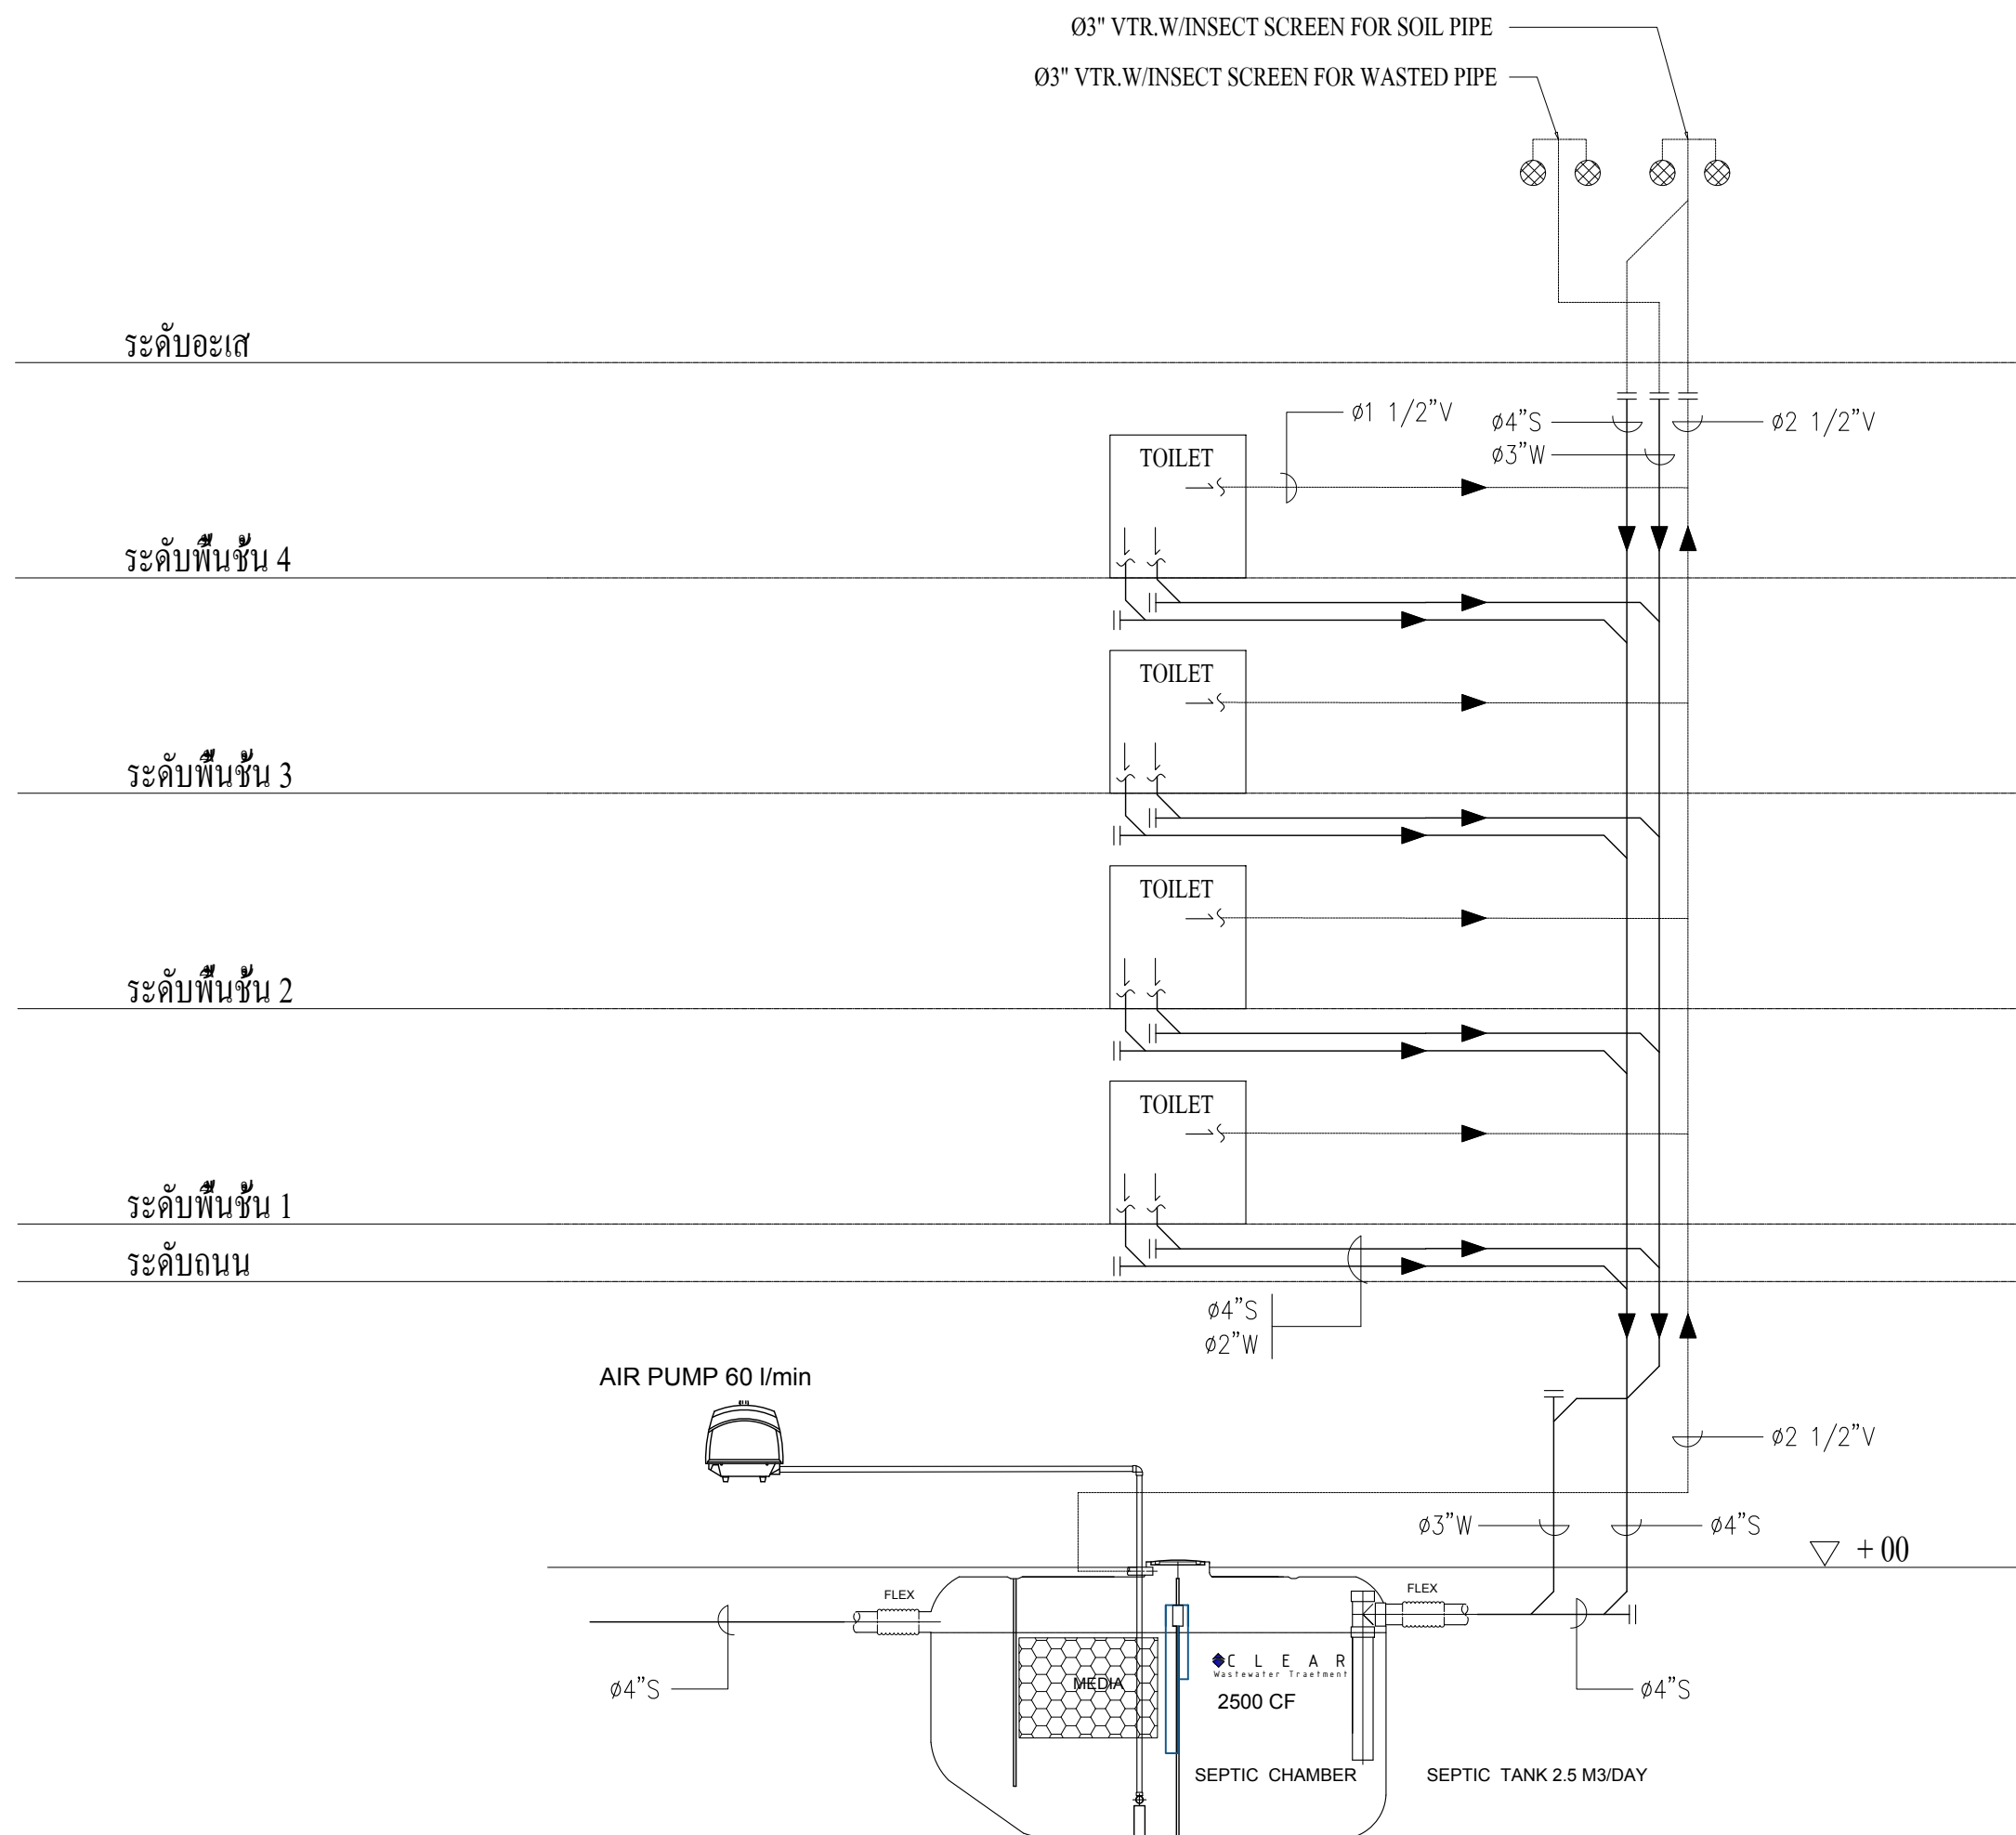 Ø3" VTR.W/INSECT SCREEN FOR SOIL PIPE
Ø3" VTR.W/INSECT SCREEN FOR WASTED PIPE
ระดับอะเส
ø1 1/2"V
ø4"S
ø2 1/2"V
ø3"W
TOILET
ระดับพื้นชั้น 4
TOILET
ระดับพื้นชั้น 3
TOILET
ระดับพื้นชั้น 2
TOILET
ระดับพื้นชั้น 1
ระดับถนน
ø4"S
ø2"W
AIR PUMP 60 l/min
ø2 1/2"V
ø3"W
ø4"S
+00
FLEX
FLEX
CLEAR
Wastewater Traetment
MEDIA
ø4"S
ø4"S
2500 CF
SEPTIC CHAMBER
SEPTIC TANK 2.5 M3/DAY